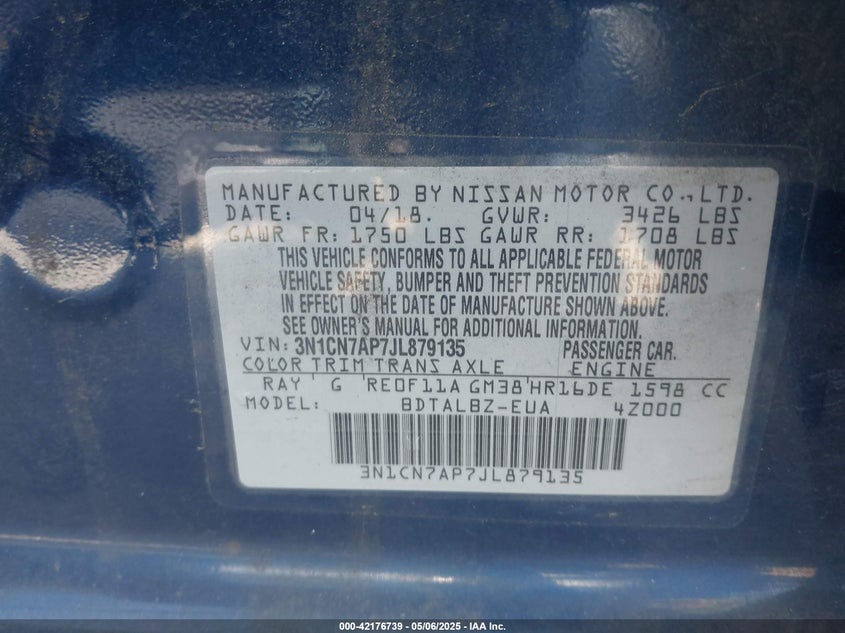 MANUFACTURED BY NISSAN MOTOR CO.,LTD.
DATE: 04/18. GVWR: 3426 LBS
GAWR FR: 1750 LBS GAWR RR: 1708 LBS
THIS VEHICLE CONFORMS TO ALL APPLICABLE FEDERAL MOTOR
VEHICLE SAFETY, BUMPER AND THEFT PREVENTION STANDARDS
IN EFFECT ON THE DATE OF MANUFACTURE SHOWN ABOVE.
SEE OWNER'S MANUAL FOR ADDITIONAL INFORMATION.
VIN: 3N1CN7AP7JL879135 PASSENGER CAR.
COLOR TRIM TRANS AXLE ENGINE
RAY G RE0F11A GM38 HR16DE 1598 CC
MODEL: BDTALBZ-EUA 4Z000
3N1CN7AP7JL879135
000-42176739 - 05/06/2025 - IAA Inc.